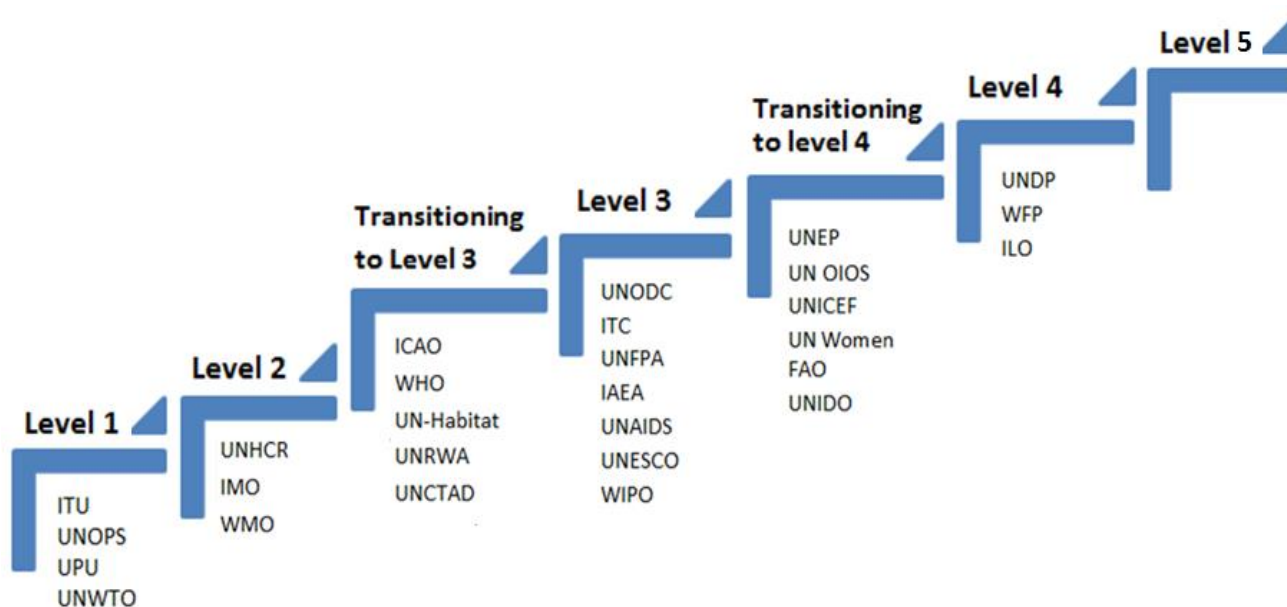 Level 1
ITU
UNOPS
UPU
UNWTO
Level 2
UNHCR
IMO
WMO
Transitioning
to Level 3
ICAO
WHO
UN-Habitat
UNRWA
UNCTAD
Level 3
UNODC
ITC
UNFPA
IAEA
UNAIDS
UNESCO
WIPO
Transitioning
to level 4
UNEP
UN OIOS
UNICEF
UN Women
FAO
UNIDO
Level 4
UNDP
WFP
ILO
Level 5